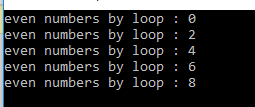 even numbers by loop : 0
even numbers by loop : 2
even numbers by loop : 4
even numbers by loop : 6
even numbers by loop : 8